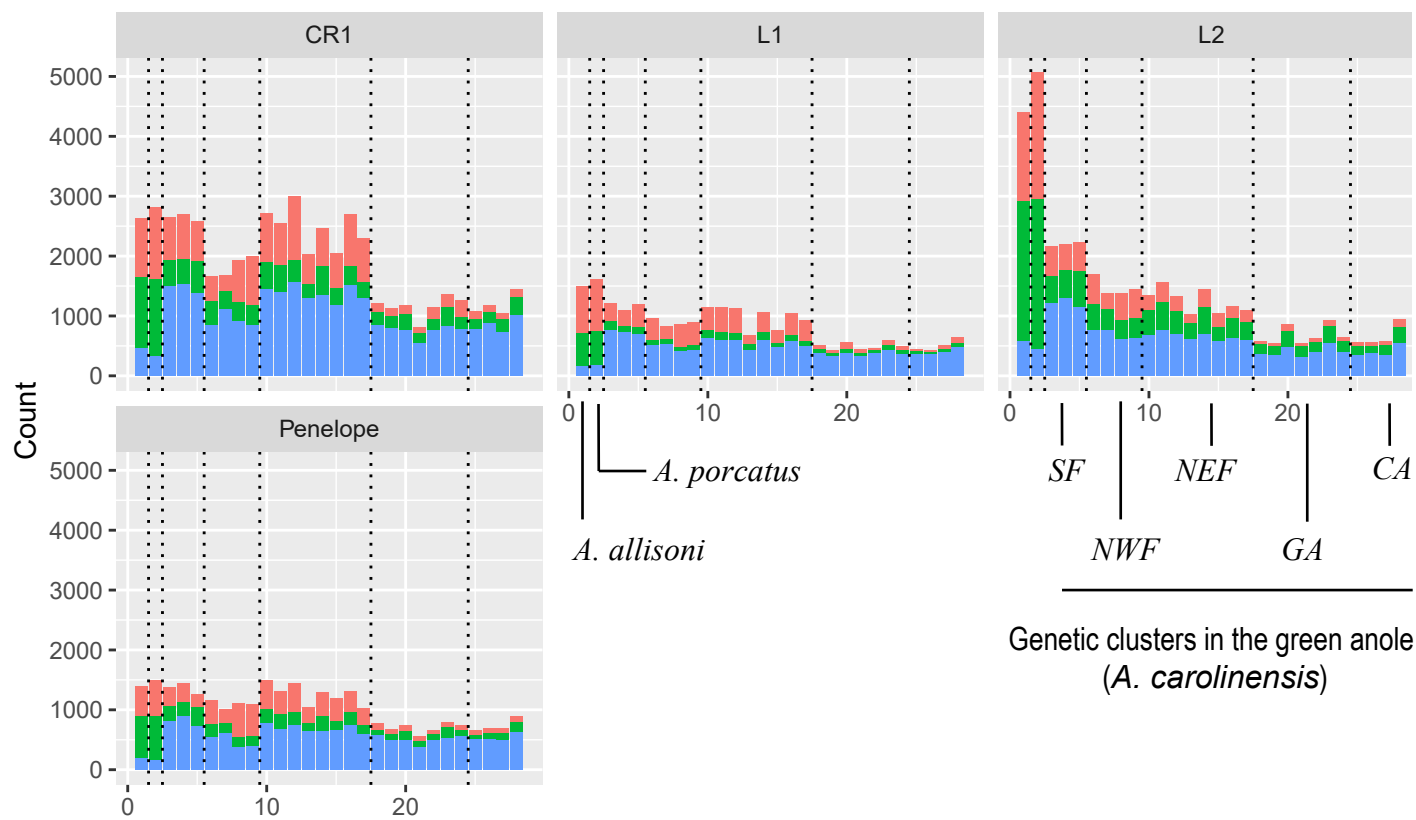 CR1
L1
L2
5000
4000
3000
2000
1000
0
Count
0 10 20
0 10 20
Penelope
5000
4000
3000
2000
1000
0
0 10 20
A. porcatus
A. allisoni
SF
NEF
CA
NWF
GA
Genetic clusters in the green anole
(A. carolinensis)